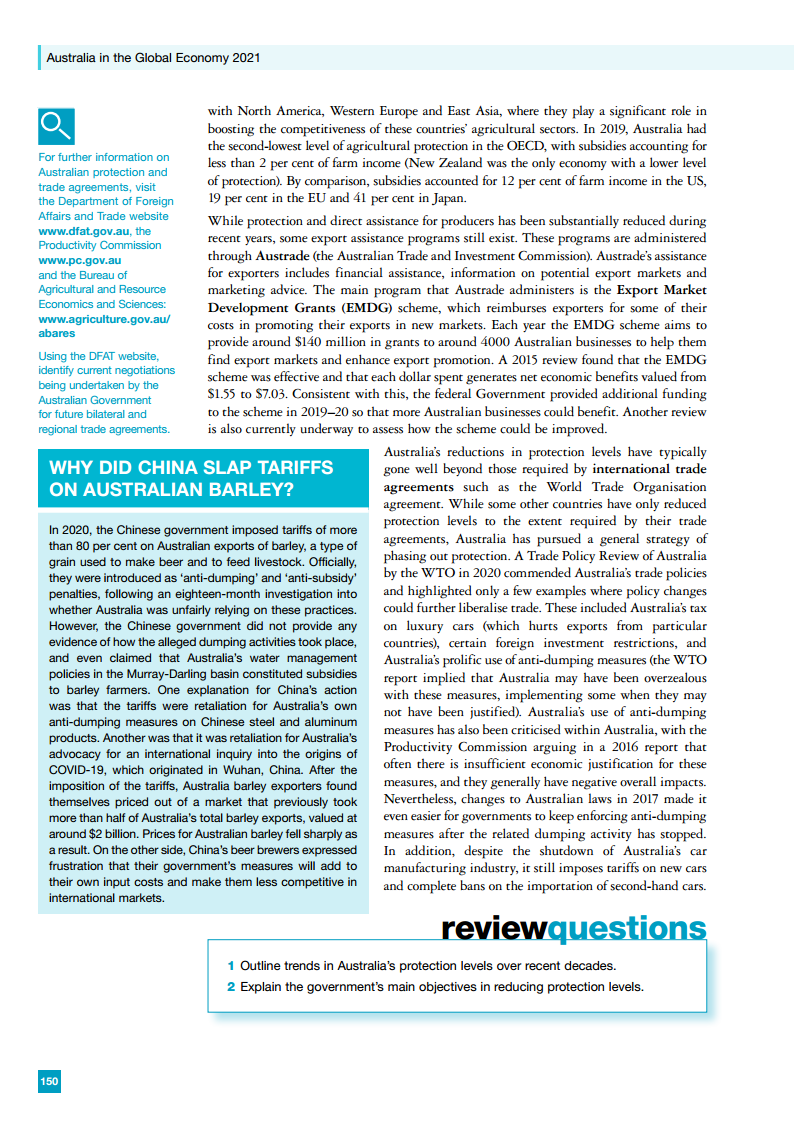 Australia in the Global Economy 2021
with North America, Western Europe and East Asia, where they play a significant role in
boosting the competitiveness of these countries' agricultural sectors. In 2019, Australia had
the second-lowest level of agricultural protection in the OECD, with subsidies accounting for
less than 2 per cent of farm income (New Zealand was the only economy with a lower level
of protection). By comparison, subsidies accounted for 12 per cent of farm income in the US,
19 per cent in the EU and 41 per cent in Japan.
While protection and direct assistance for producers has been substantially reduced during
recent years, some export assistance programs still exist. These programs are administered
through Austrade (the Australian Trade and Investment Commission). Austrade's assistance
for exporters includes financial assistance, information on potential export markets and
marketing advice. The main program that Austrade administers is the Export Market
Development Grants (EMDG) scheme, which reimburses exporters for some of their
costs in promoting their exports in new markets. Each year the EMDG scheme aims to
provide around $140 million in grants to around 4000 Australian businesses to help them
find export markets and enhance export promotion. A 2015 review found that the EMDG
scheme was effective and that each dollar spent generates net economic benefits valued from
$1.55 to $7.03. Consistent with this, the federal Government provided additional funding
to the scheme in 2019–20 so that more Australian businesses could benefit. Another review
is also currently underway to assess how the scheme could be improved.
For further information on
Australian protection and
trade agreements, visit
the Department of Foreign
Affairs and Trade website
www.dfat.gov.au, the
Productivity Commission
www.pc.gov.au
and the Bureau of
Agricultural and Resource
Economics and Sciences:
www.agriculture.gov.au/
abares
Using the DFAT website,
identify current negotiations
being undertaken by the
Australian Government
for future bilateral and
regional trade agreements.
WHY DID CHINA SLAP TARIFFS
ON AUSTRALIAN BARLEY?
In 2020, the Chinese government imposed tariffs of more
than 80 per cent on Australian exports of barley, a type of
grain used to make beer and to feed livestock. Officially,
they were introduced as 'anti-dumping' and 'anti-subsidy'
penalties, following an eighteen-month investigation into
whether Australia was unfairly relying on these practices.
However, the Chinese government did not provide any
evidence of how the alleged dumping activities took place,
and even claimed that Australia's water management
policies in the Murray-Darling basin constituted subsidies
to barley farmers. One explanation for China's action
was that the tariffs were retaliation for Australia's own
anti-dumping measures on Chinese steel and aluminum
products. Another was that it was retaliation for Australia's
advocacy for an international inquiry into the origins of
COVID-19, which originated in Wuhan, China. After the
imposition of the tariffs, Australia barley exporters found
themselves priced out of a market that previously took
more than half of Australia's total barley exports, valued at
around $2 billion. Prices for Australian barley fell sharply as
a result. On the other side, China's beer brewers expressed
frustration that their government's measures will add to
their own input costs and make them less competitive in
international markets.
Australia's reductions in protection levels have typically
gone well beyond those required by international trade
agreements such as the World Trade Organisation
agreement. While some other countries have only reduced
protection levels to the extent required by their trade
agreements, Australia has pursued a general strategy of
phasing out protection. A Trade Policy Review of Australia
by the WTO in 2020 commended Australia's trade policies
and highlighted only a few examples where policy changes
could further liberalise trade. These included Australia's tax
on luxury cars (which hurts exports from particular
countries), certain foreign investment restrictions, and
Australia's prolific use of anti-dumping measures (the WTO
report implied that Australia may have been overzealous
with these measures, implementing some when they may
not have been justified). Australia's use of anti-dumping
measures has also been criticised within Australia, with the
Productivity Commission arguing in a 2016 report that
often there is insufficient economic justification for these
measures, and they generally have negative overall impacts.
Nevertheless, changes to Australian laws in 2017 made it
even easier for governments to keep enforcing anti-dumping
measures after the related dumping activity has stopped.
In addition, despite the shutdown of Australia's car
manufacturing industry, it still imposes tariffs on new cars
and complete bans on the importation of second-hand cars.
reviewquestions
1 Outline trends in Australia's protection levels over recent decades.
2 Explain the government's main objectives in reducing protection levels.
150